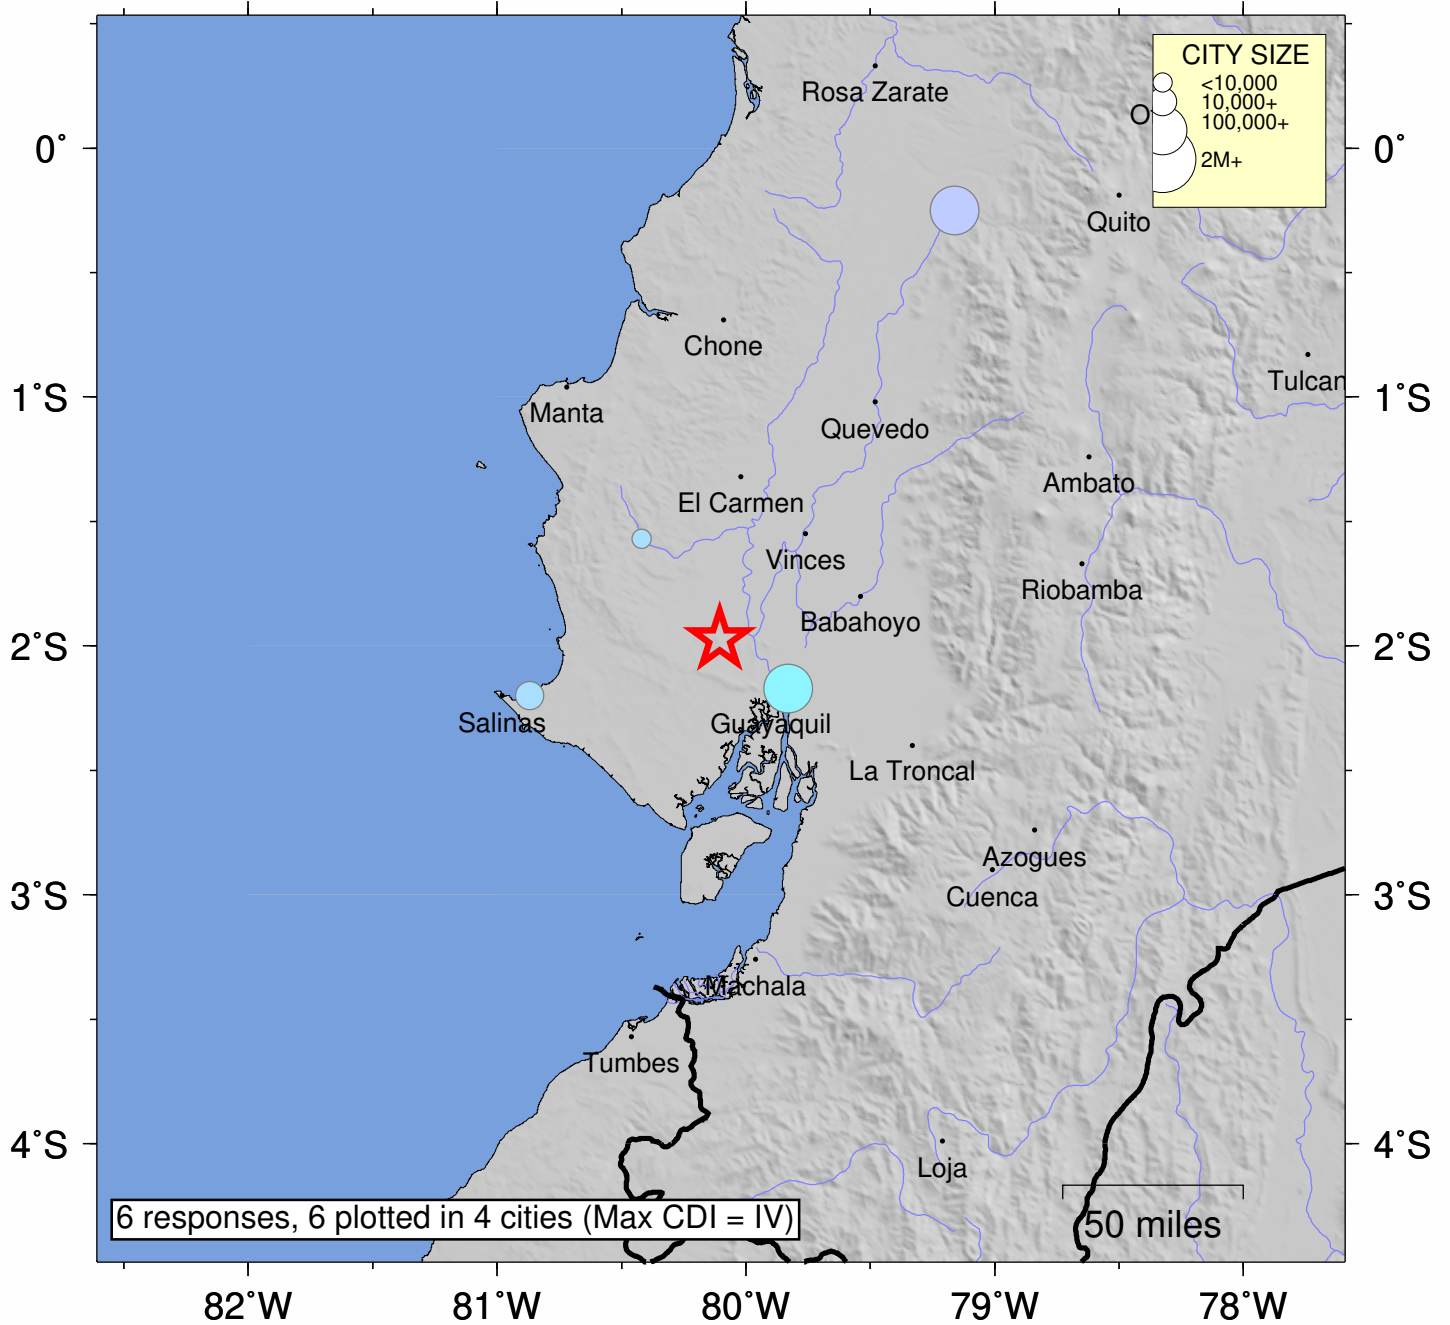 CITY SIZE
<10,000
10,000+
100,000+
2M+
Rosa Zarate
O
0˚
0˚
Quito
Chone
Tulcan
1˚S
1˚S
Manta
Quevedo
Ambato
El Carmen
Vinces
Riobamba
Babahoyo
2˚S
2˚S
Salinas
Guayaquil
La Troncal
Azogues
Cuenca
3˚S
3˚S
Machala
Tumbes
4˚S
4˚S
Loja
6 responses, 6 plotted in 4 cities (Max CDI = IV)
50 miles
82˚W
81˚W
80˚W
79˚W
78˚W